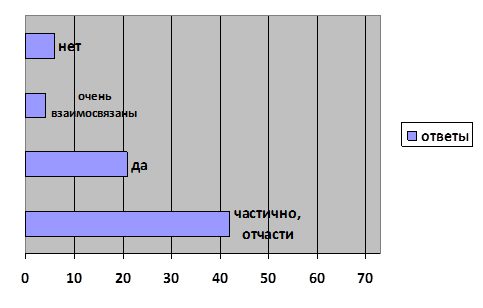 нет
очень
взаимосвязаны
да
частично,
отчасти
ответы
0 10 20 30 40 50 60 70